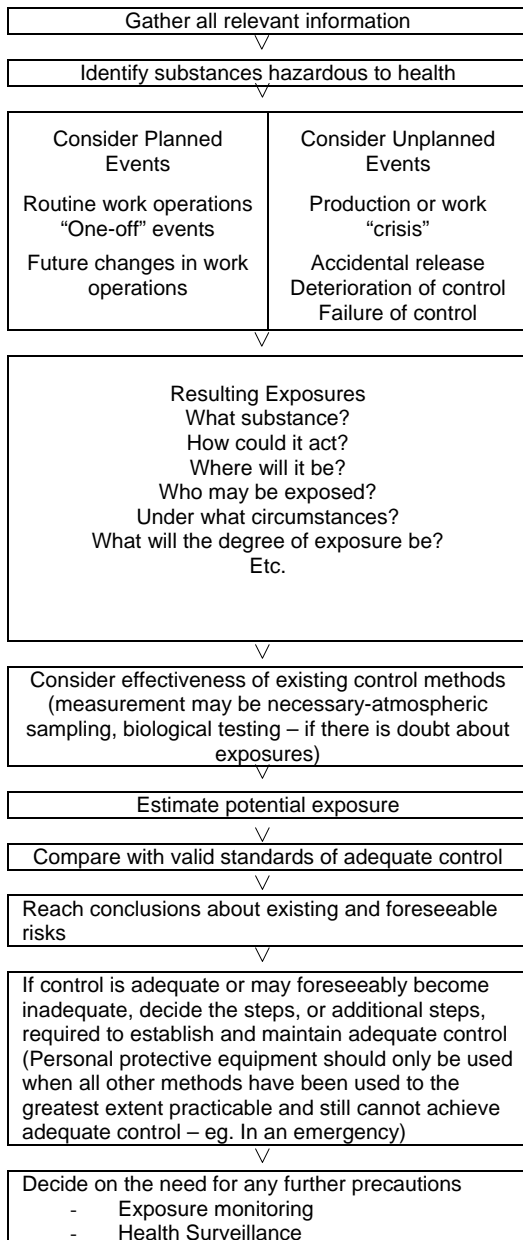 Gather all relevant information
Identify substances hazardous to health
Consider Planned
Events
Routine work operations
“One-off” events
Future changes in work
operations
Consider Unplanned
Events
Production or work
“crisis”
Accidental release
Deterioration of control
Failure of control
Resulting Exposures
What substance?
How could it act?
Where will it be?
Who may be exposed?
Under what circumstances?
What will the degree of exposure be?
Etc.
Consider effectiveness of existing control methods
(measurement may be necessary-atmospheric
sampling, biological testing – if there is doubt about
exposures)
Estimate potential exposure
Compare with valid standards of adequate control
Reach conclusions about existing and foreseeable
risks
If control is adequate or may foreseeably become
inadequate, decide the steps, or additional steps,
required to establish and maintain adequate control
(Personal protective equipment should only be used
when all other methods have been used to the
greatest extent practicable and still cannot achieve
adequate control – eg. In an emergency)
Decide on the need for any further precautions
- Exposure monitoring
- Health Surveillance